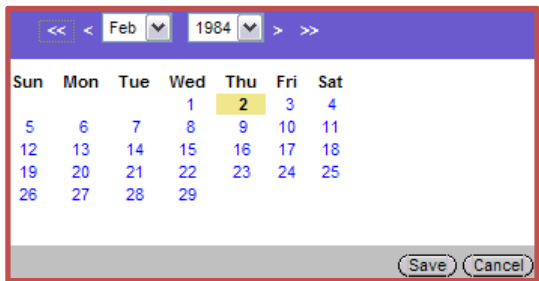 << < Feb 1984 > >>
Sun Mon Tue Wed Thu Fri Sat
1 2 3 4
5 6 7 8 9 10 11
12 13 14 15 16 17 18
19 20 21 22 23 24 25
26 27 28 29
Save Cancel